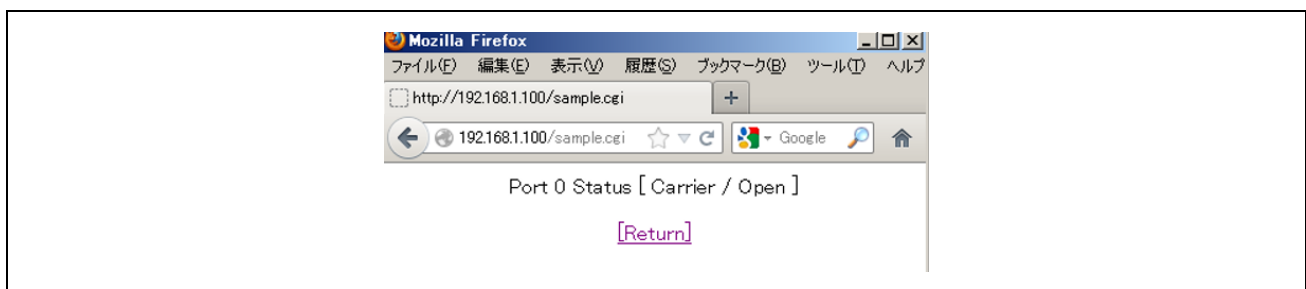 Mozilla Firefox
ファイル(F) 編集(E) 表示(V) 履歴(S) ブックマーク(B) ツール(T) ヘルプ
http://192.168.1.100/sample.cgi
192.168.1.100/sample.cgi Google
Port 0 Status [ Carrier / Open ]
[Return]